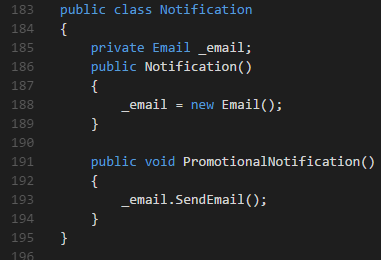 183 public class Notification
184 {
185     private Email _email;
186     public Notification()
187     {
188         _email = new Email();
189     }
190
191     public void PromotionalNotification()
192     {
193         _email.SendEmail();
194     }
195 }
196